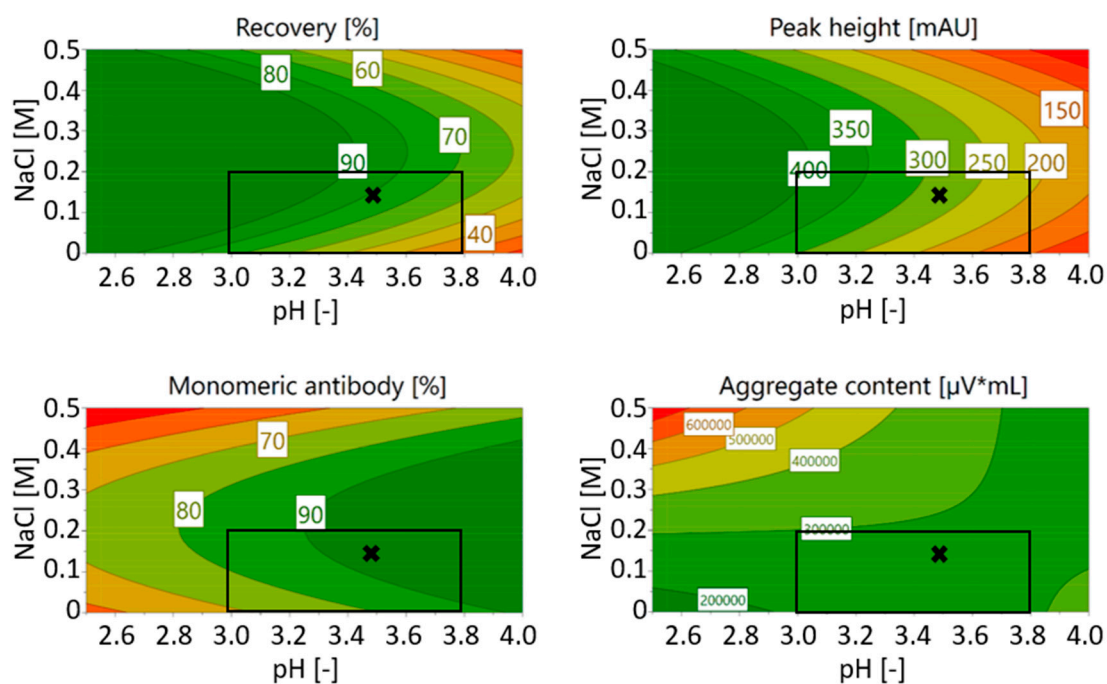 Recovery [%]
0.5
0.4
0.3
0.2
0.1
0
NaCl [M]
80
60
70
90
40
2.6 2.8 3.0 3.2 3.4 3.6 3.8 4.0
pH [-]
Peak height [mAU]
0.5
0.4
0.3
0.2
0.1
0
NaCl [M]
150
350
400
300
250
200
2.6 2.8 3.0 3.2 3.4 3.6 3.8 4.0
pH [-]
Monomeric antibody [%]
0.5
0.4
0.3
0.2
0.1
0
NaCl [M]
70
80
90
2.6 2.8 3.0 3.2 3.4 3.6 3.8 4.0
pH [-]
Aggregate content [µV*mL]
0.5
0.4
0.3
0.2
0.1
0
NaCl [M]
600000
500000
400000
300000
200000
2.6 2.8 3.0 3.2 3.4 3.6 3.8 4.0
pH [-]